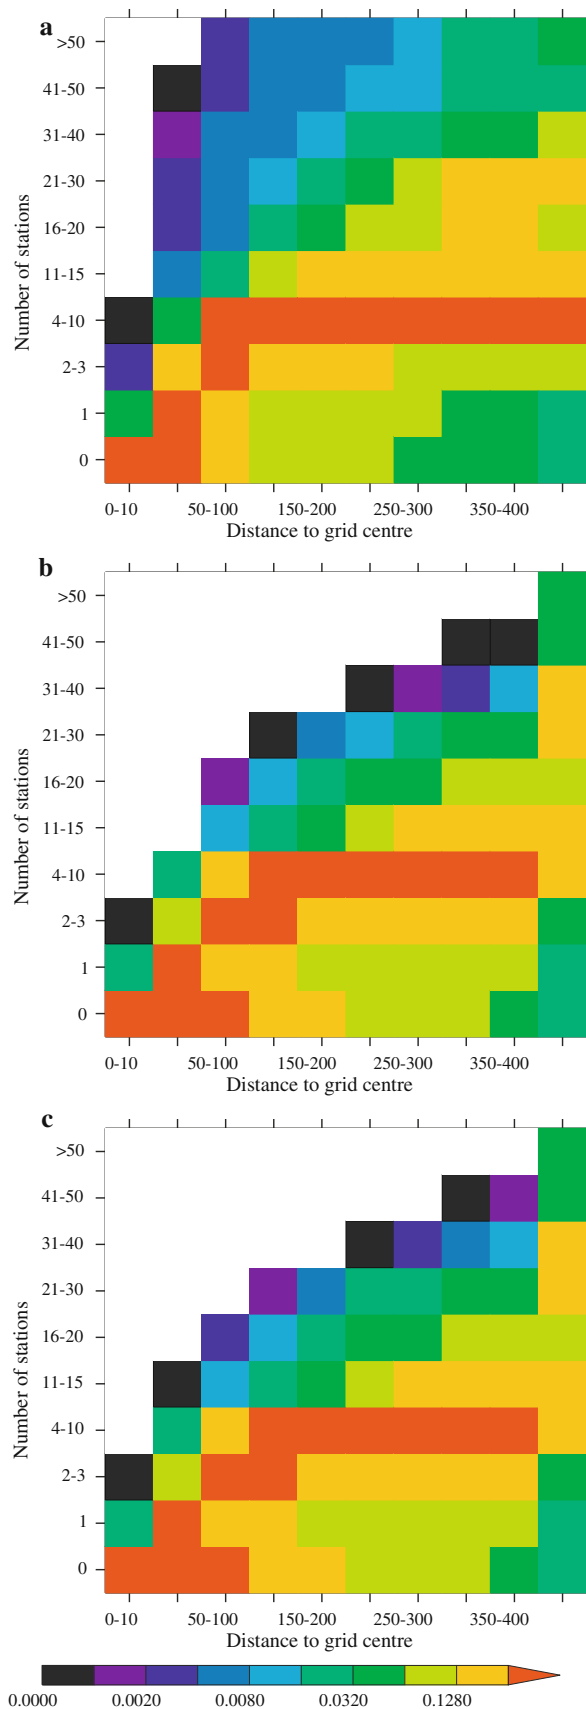 a
>50
41-50
31-40
21-30
16-20
11-15
4-10
2-3
1
0
Number of stations
0-10 50-100 150-200 250-300 350-400
Distance to grid centre
b
>50
41-50
31-40
21-30
16-20
11-15
4-10
2-3
1
0
Number of stations
0-10 50-100 150-200 250-300 350-400
Distance to grid centre
c
>50
41-50
31-40
21-30
16-20
11-15
4-10
2-3
1
0
Number of stations
0-10 50-100 150-200 250-300 350-400
Distance to grid centre
0.0000 0.0020 0.0080 0.0320 0.1280